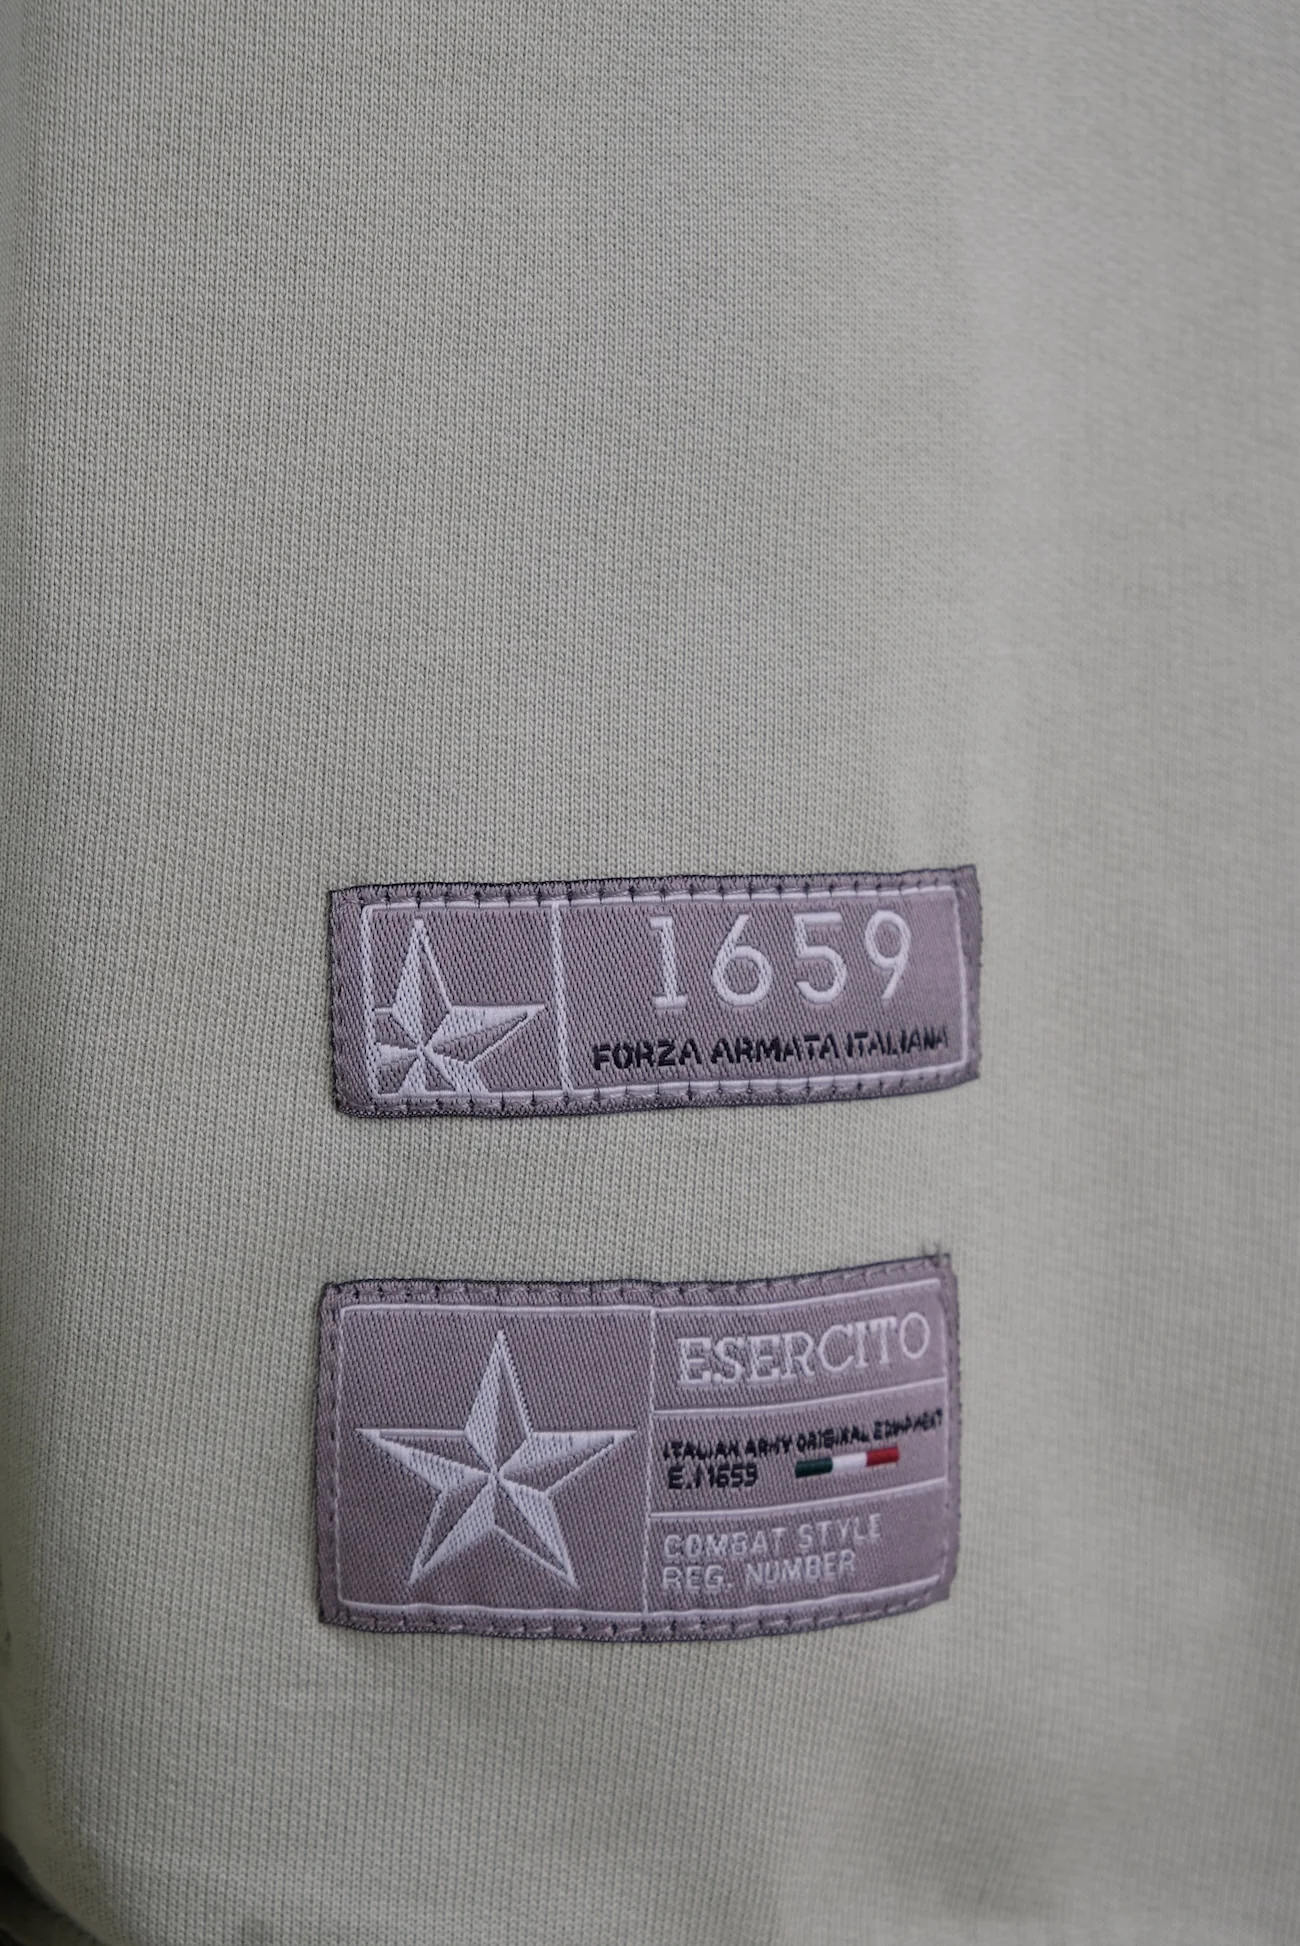 1659
FORZA ARMATA ITALIANA
ESERCITO
ITALIAN ARMY ORIGINAL EQUIPMENT
E.I 1659
COMBAT STYLE
REG. NUMBER